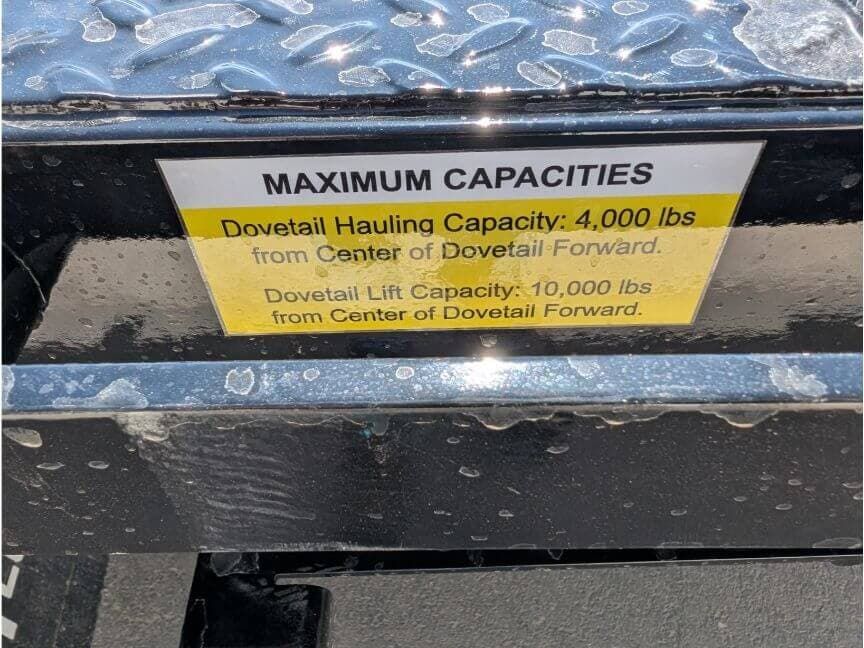 MAXIMUM CAPACITIES
Dovetail Hauling Capacity: 4,000 lbs
from Center of Dovetail Forward.
Dovetail Lift Capacity: 10,000 lbs
from Center of Dovetail Forward.